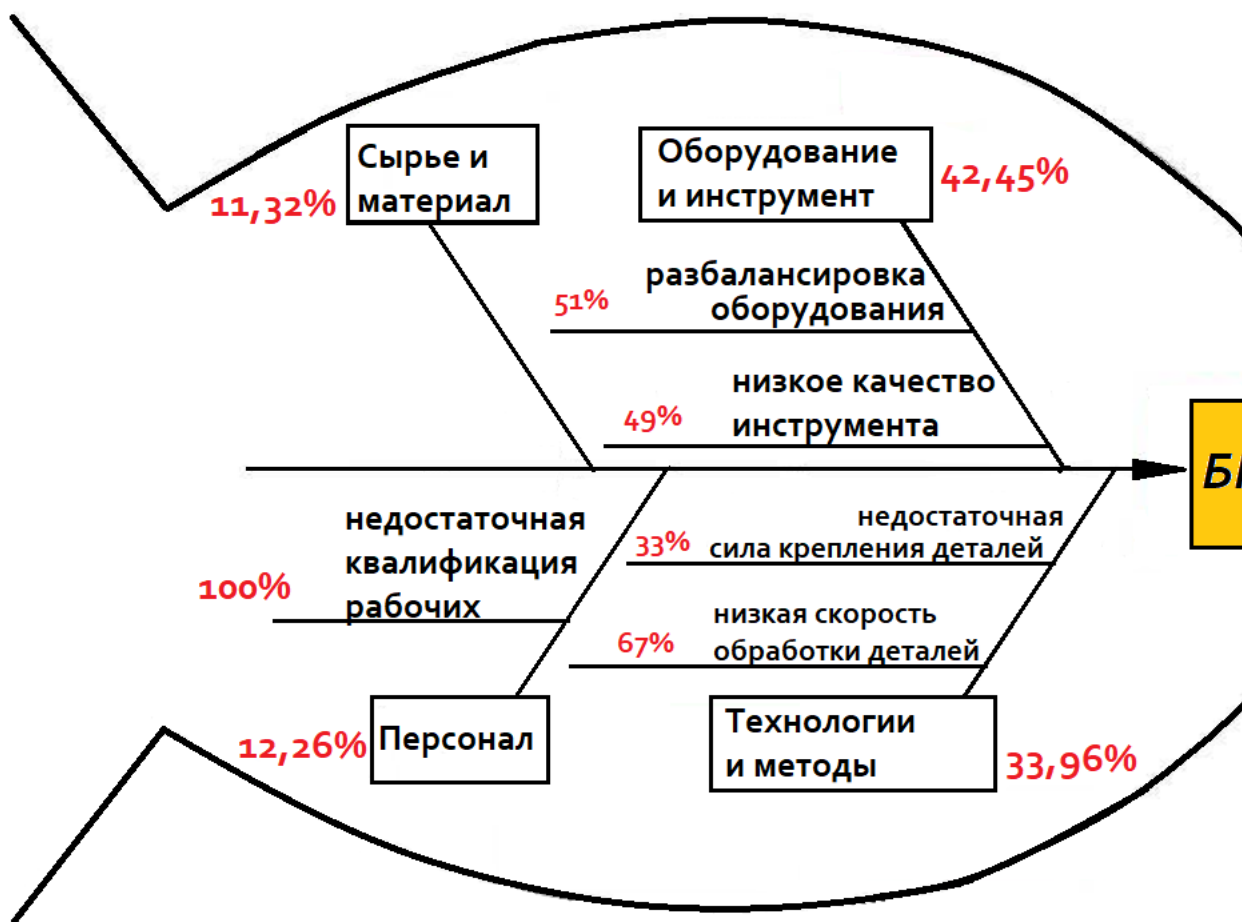 Сырье и
материал
11,32%
Оборудование
и инструмент
42,45%
разбалансировка
оборудования
51%
низкое качество
инструмента
49%
недостаточная
квалификация
рабочих
100%
недостаточная
сила крепления деталей
33%
низкая скорость
обработки деталей
67%
Персонал
12,26%
Технологии
и методы
33,96%